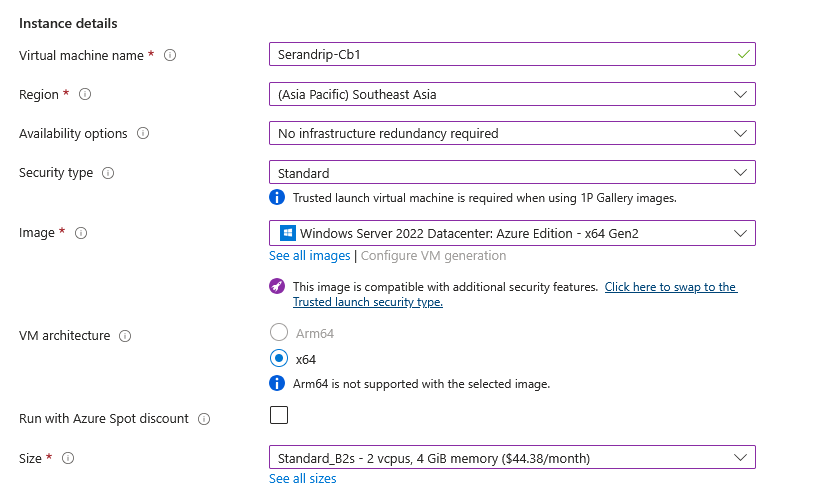 Instance details
Virtual machine name *
Serandrip-Cb1
Region *
(Asia Pacific) Southeast Asia
Availability options
No infrastructure redundancy required
Security type
Standard
Trusted launch virtual machine is required when using 1P Gallery images.
Image *
Windows Server 2022 Datacenter: Azure Edition - x64 Gen2
See all images | Configure VM generation
This image is compatible with additional security features. Click here to swap to the
Trusted launch security type.
VM architecture
Arm64
x64
Arm64 is not supported with the selected image.
Run with Azure Spot discount
Size *
Standard_B2s - 2 vcpus, 4 GiB memory ($44.38/month)
See all sizes